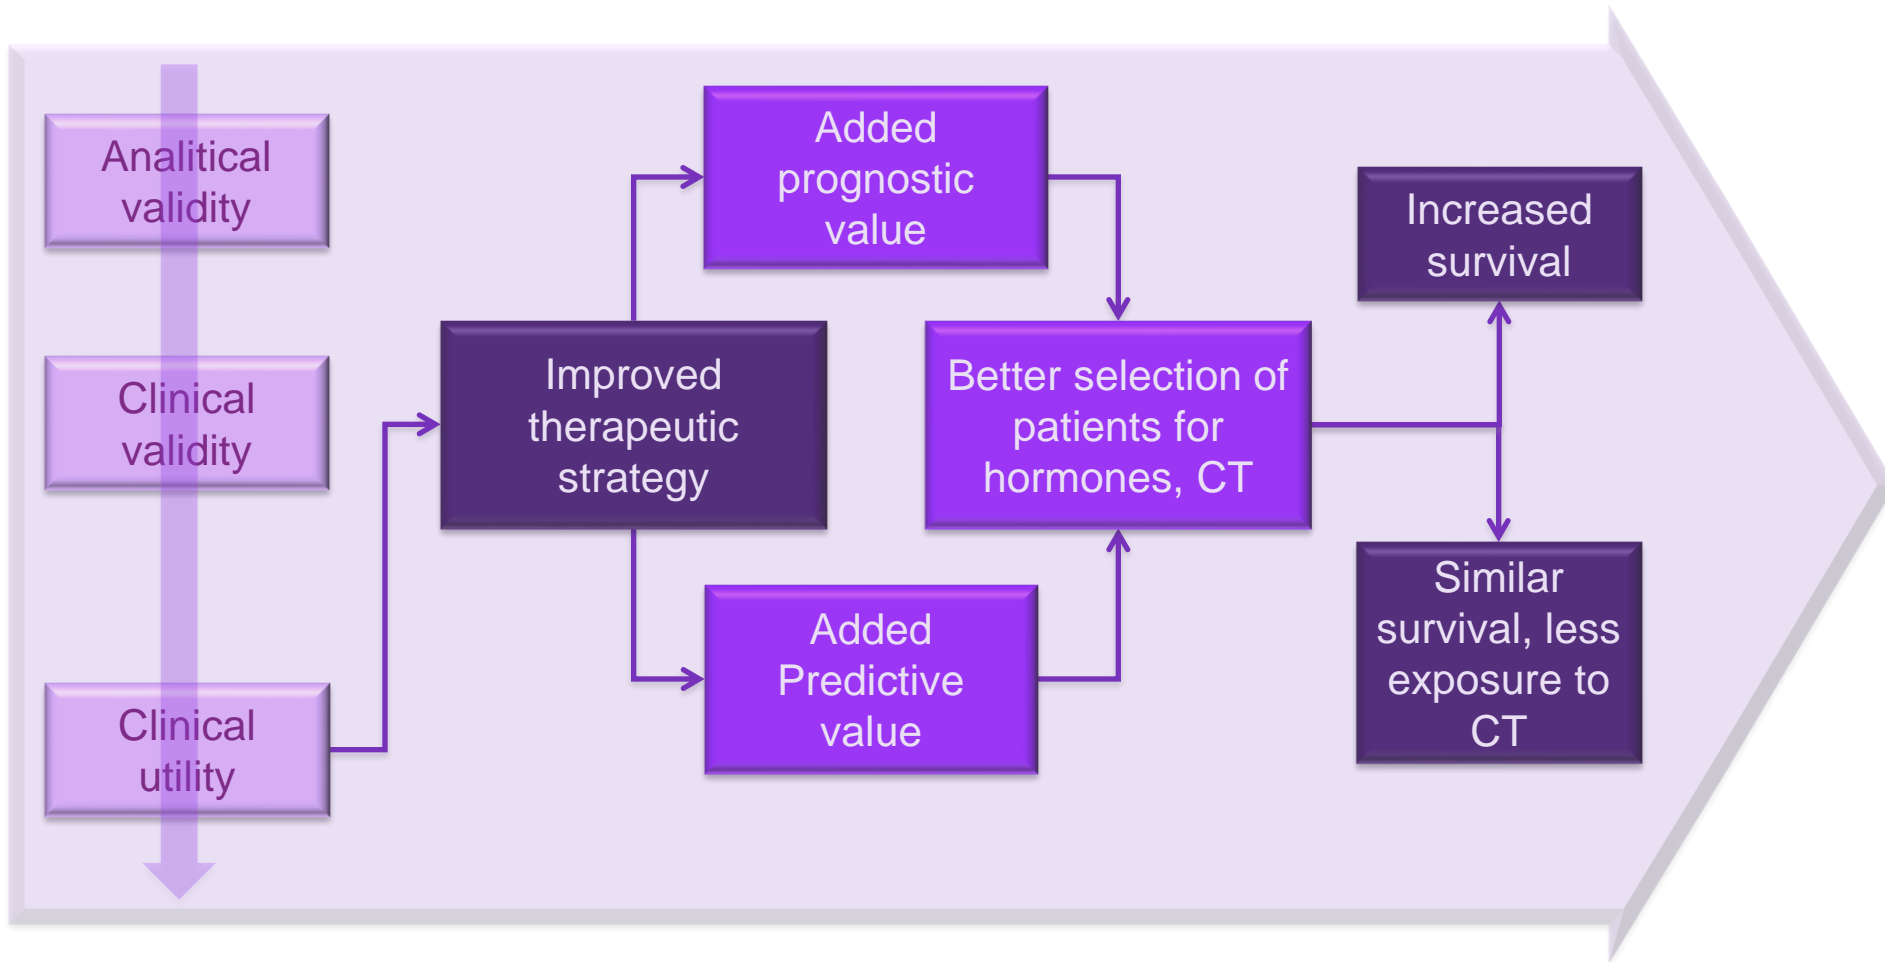 Analitical
validity
Clinical
validity
Clinical
utility
Improved
therapeutic
strategy
Added
prognostic
value
Added
Predictive
value
Better selection of
patients for
hormones, CT
Increased
survival
Similar
survival, less
exposure to
CT